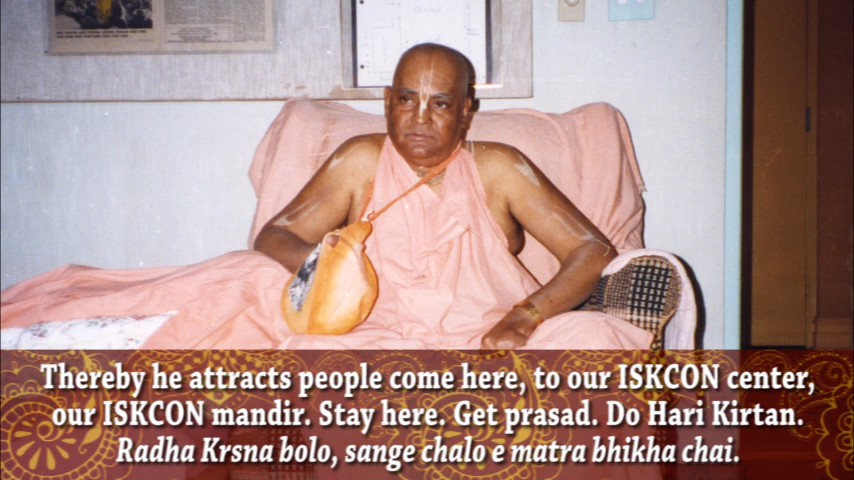 Thereby he attracts people come here, to our ISKCON center,
our ISKCON mandir. Stay here. Get prasad. Do Hari Kirtan.
Radha Krsna bolo, sange chalo e matra bhikha chai.